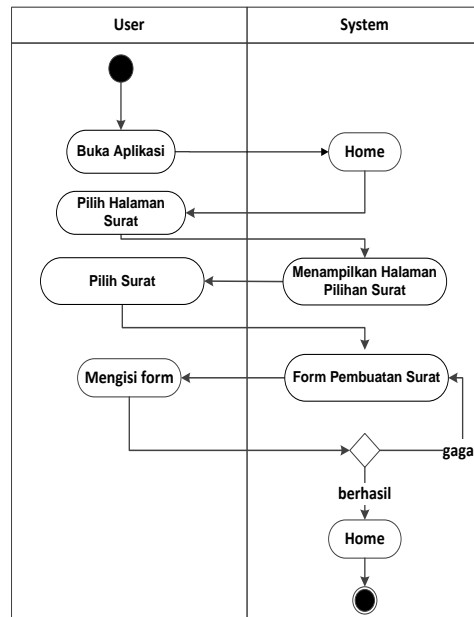 User
System
Buka Aplikasi
Home
Pilih Halaman
Surat
Menampilkan Halaman
Pilihan Surat
Pilih Surat
Form Pembuatan Surat
Mengisi form
gaga
berhasil
Home